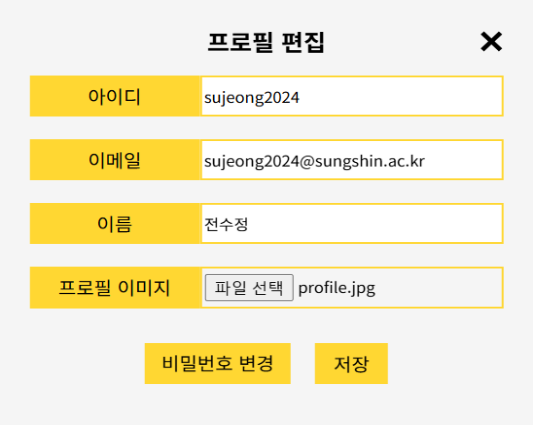 프로필 편집 ✕
아이디 sujeong2024
이메일 sujeong2024@sungshin.ac.kr
이름 전수정
프로필 이미지 파일 선택 profile.jpg
비밀번호 변경 저장